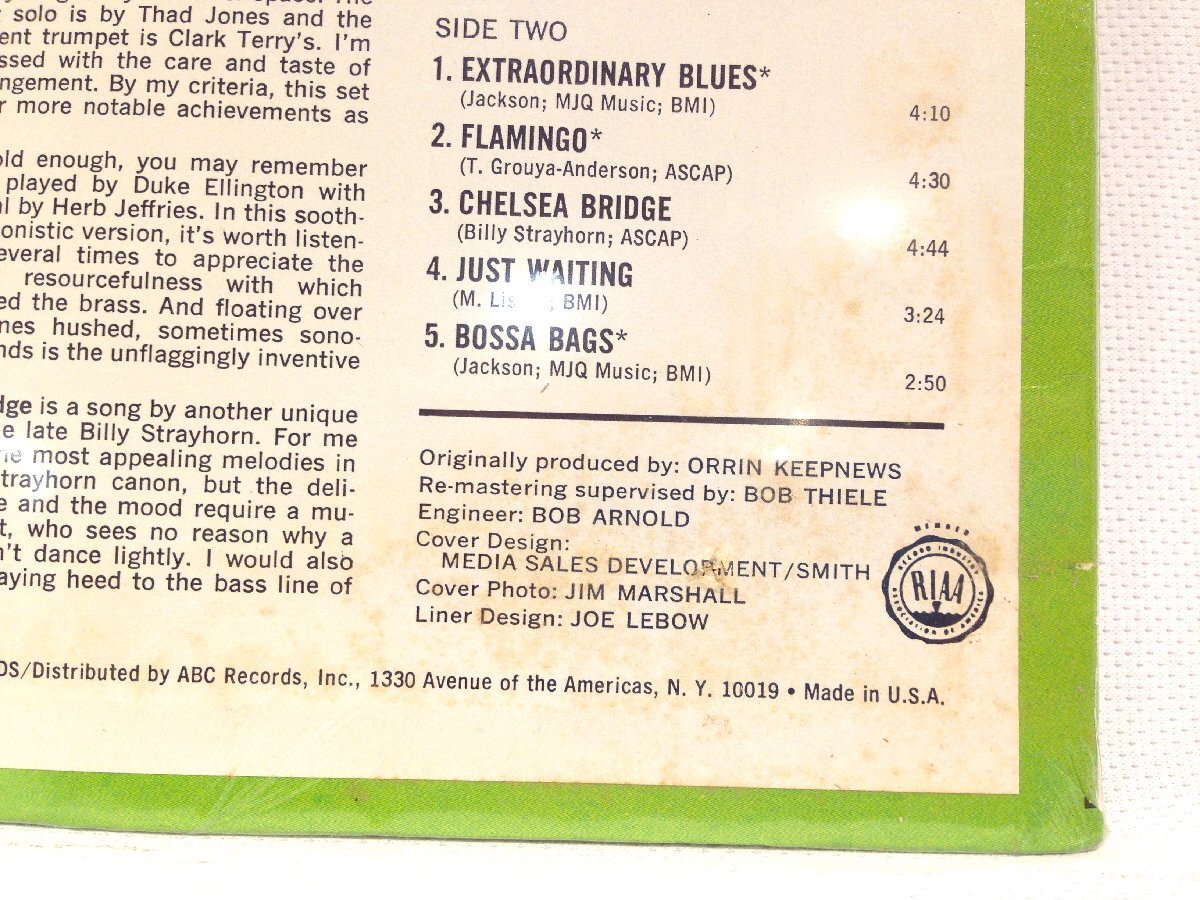 solo is by Thad Jones and the
ent trumpet is Clark Terry's. I'm
ssed with the care and taste of
ngement. By my criteria, this set
r more notable achievements as
old enough, you may remember
played by Duke Ellington with
al by Herb Jeffries. In this sooth-
onistic version, it's worth listen-
everal times to appreciate the
resourcefulness with which
ed the brass. And floating over
nes hushed, sometimes sono-
nds is the unflaggingly inventive
dge is a song by another unique
e late Billy Strayhorn. For me
ne most appealing melodies in
trayhorn canon, but the deli-
e and the mood require a mu-
t, who sees no reason why a
n't dance lightly. I would also
aying heed to the bass line of
SIDE TWO
1. EXTRAORDINARY BLUES*
(Jackson; MJQ Music; BMI) 4:10
2. FLAMINGO*
(T. Grouya-Anderson; ASCAP) 4:30
3. CHELSEA BRIDGE
(Billy Strayhorn; ASCAP) 4:44
4. JUST WAITING
(M. BMI) 3:24
5. BOSSA BAGS*
(Jackson; MJQ Music; BMI) 2:50
Originally produced by: ORRIN KEEPNEWS
Re-mastering supervised by: BOB THIELE
Engineer: BOB ARNOLD
Cover Design:
MEDIA SALES DEVELOPMENT/SMITH
Cover Photo: JIM MARSHALL
Liner Design: JOE LEBOW
MEMBER
RECORD INDUSTRY
RIAA
ASSOCIATION OF AMERICA
DS/Distributed by ABC Records, Inc., 1330 Avenue of the Americas, N. Y. 10019 • Made in U.S.A.